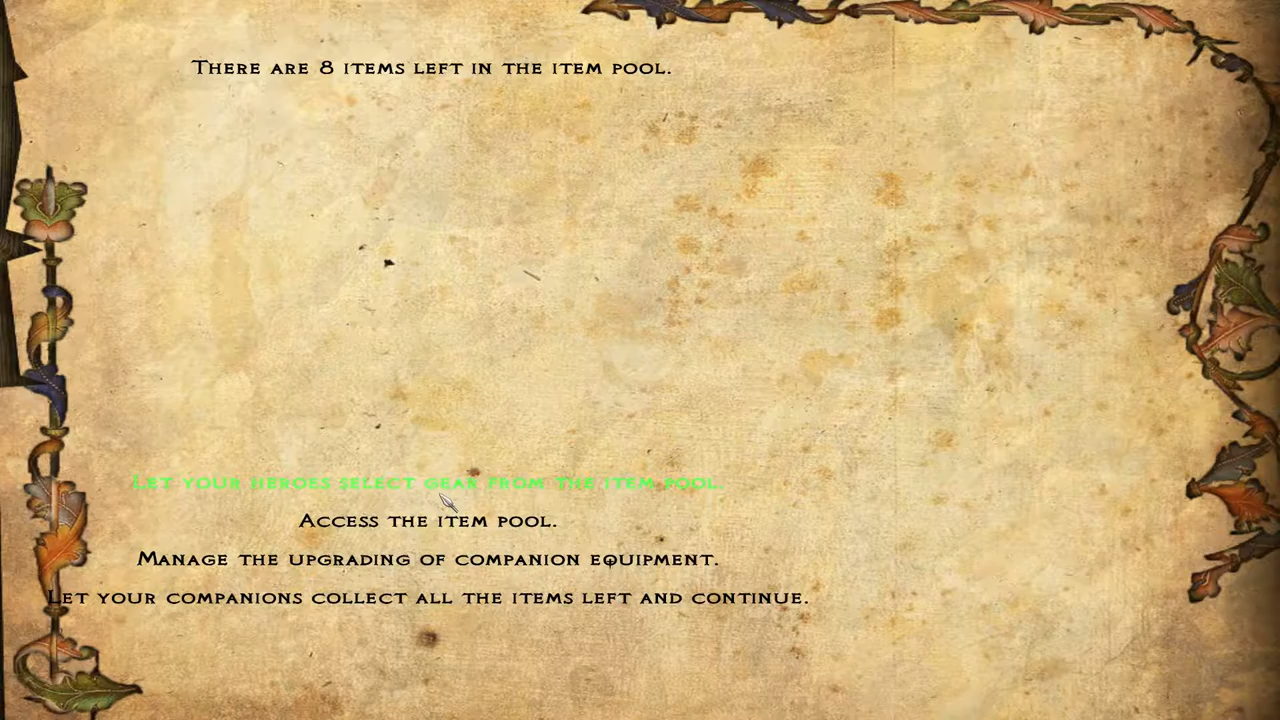 There are 8 items left in the item pool.
Let your heroes select gear from the item pool.
Access the item pool.
Manage the upgrading of companion equipment.
Let your companions collect all the items left and continue.